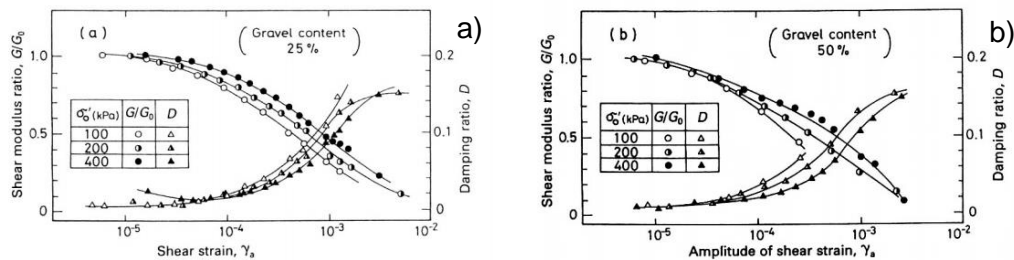 (a)
(Gravel content
25 %)
a)
Shear modulus ratio, G/G₀
1.0
0.5
0
σ₀' (kPa) G/G₀ D
100
200
400
0.2
0.1
0
Damping ratio, D
10⁻⁵ 10⁻⁴ 10⁻³ 10⁻²
Shear strain, γₐ
(b)
(Gravel content
50 %)
b)
Shear modulus ratio, G/G₀
1.0
0.5
0
σ₀' (kPa) G/G₀ D
100
200
400
0.2
0.1
0
Damping ratio, D
10⁻⁵ 10⁻⁴ 10⁻³ 10⁻²
Amplitude of shear strain, γₐ